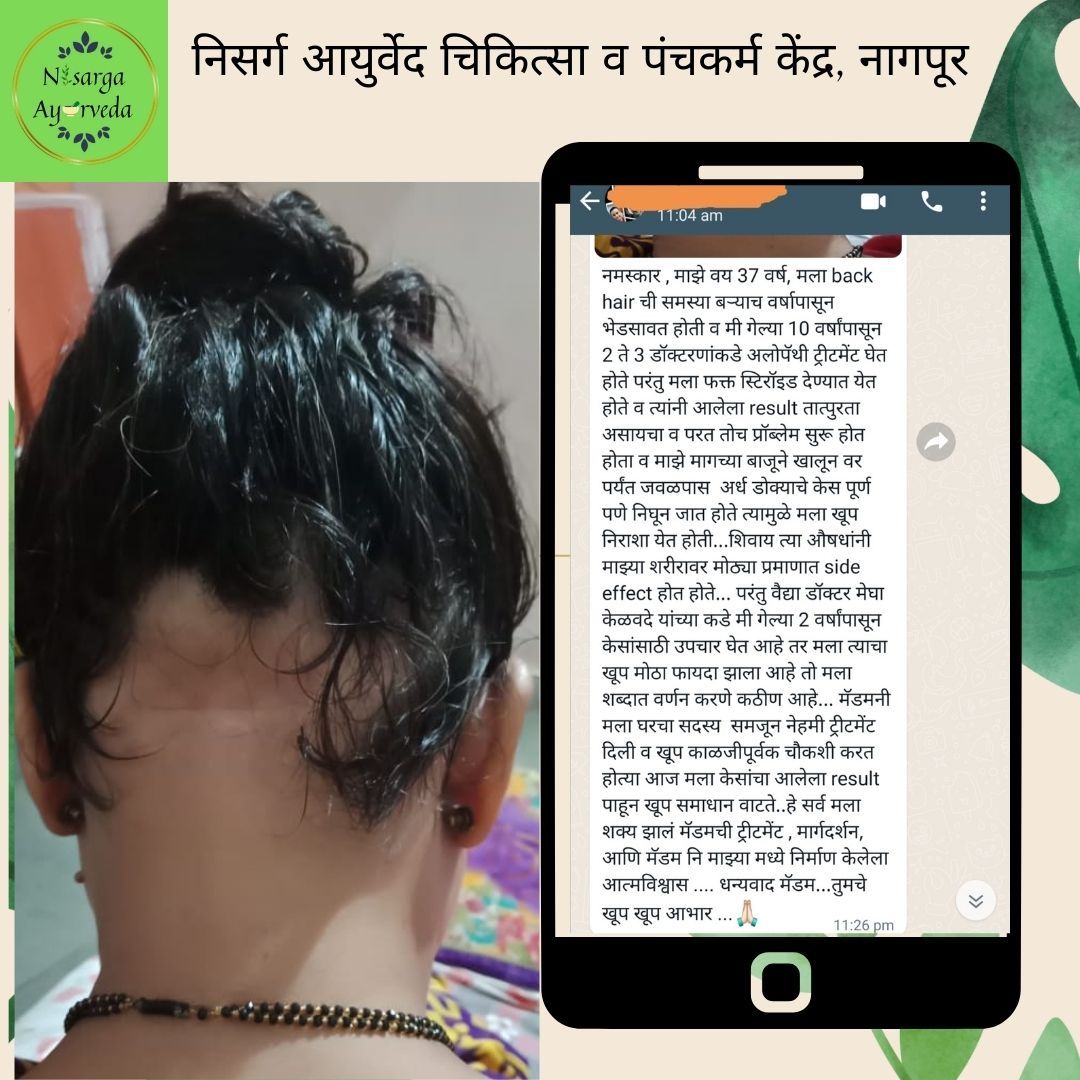 Nisarga
Ayurveda
निसर्ग आयुर्वेद चिकित्सा व पंचकर्म केंद्र, नागपूर
11:04 am
नमस्कार , माझे वय 37 वर्ष, मला back
hair ची समस्या बऱ्याच वर्षापासून
भेडसावत होती व मी गेल्या 10 वर्षांपासून
2 ते 3 डॉक्टरणांकडे अलोपॅथी ट्रीटमेंट घेत
होते परंतु मला फक्त स्टिरॉइड देण्यात येत
होते व त्यांनी आलेला result तात्पुरता
असायचा व परत तोच प्रॉब्लेम सुरू होत
होता व माझे मागच्या बाजूने खालून वर
पर्यंत जवळपास अर्ध डोक्याचे केस पूर्ण
पणे निघून जात होते त्यामुळे मला खूप
निराशा येत होती...शिवाय त्या औषधांनी
माझ्या शरीरावर मोठ्या प्रमाणात side
effect होत होते... परंतु वैद्या डॉक्टर मेघा
केळवदे यांच्या कडे मी गेल्या 2 वर्षांपासून
केसांसाठी उपचार घेत आहे तर मला त्याचा
खूप मोठा फायदा झाला आहे तो मला
शब्दात वर्णन करणे कठीण आहे... मॅडमनी
मला घरचा सदस्य समजून नेहमी ट्रीटमेंट
दिली व खूप काळजीपूर्वक चौकशी करत
होत्या आज मला केसांचा आलेला result
पाहून खूप समाधान वाटते..हे सर्व मला
शक्य झालं मॅडमची ट्रीटमेंट , मार्गदर्शन,
आणि मॅडम नि माझ्या मध्ये निर्माण केलेला
आत्मविश्वास .... धन्यवाद मॅडम...तुमचे
खूप खूप आभार ...🙏🏻
11:26 pm